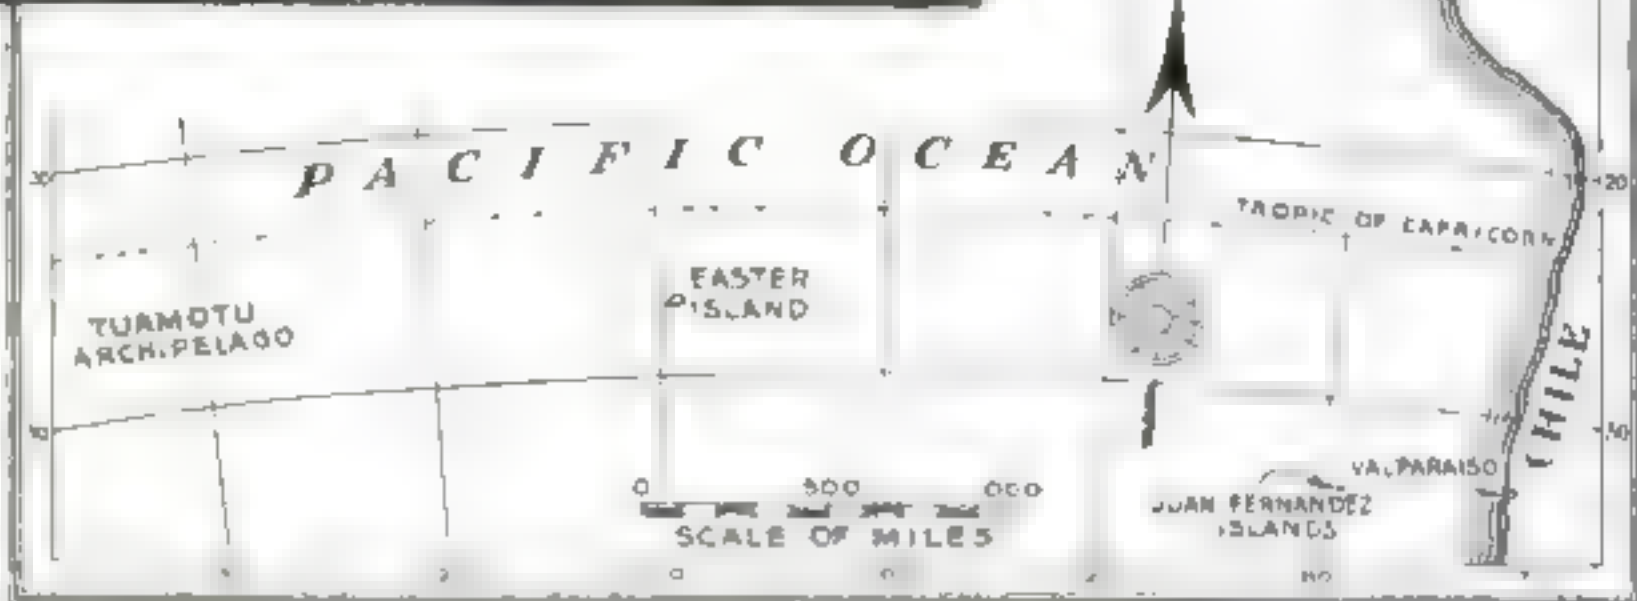 PACIFIC OCEAN
20
TROPIC OF CAPRICORN
EASTER
ISLAND
TUAMOTU
ARCHIPELAGO
CHILE
VALPARAISO
JUAN FERNANDEZ
ISLANDS
0 500
SCALE OF MILES